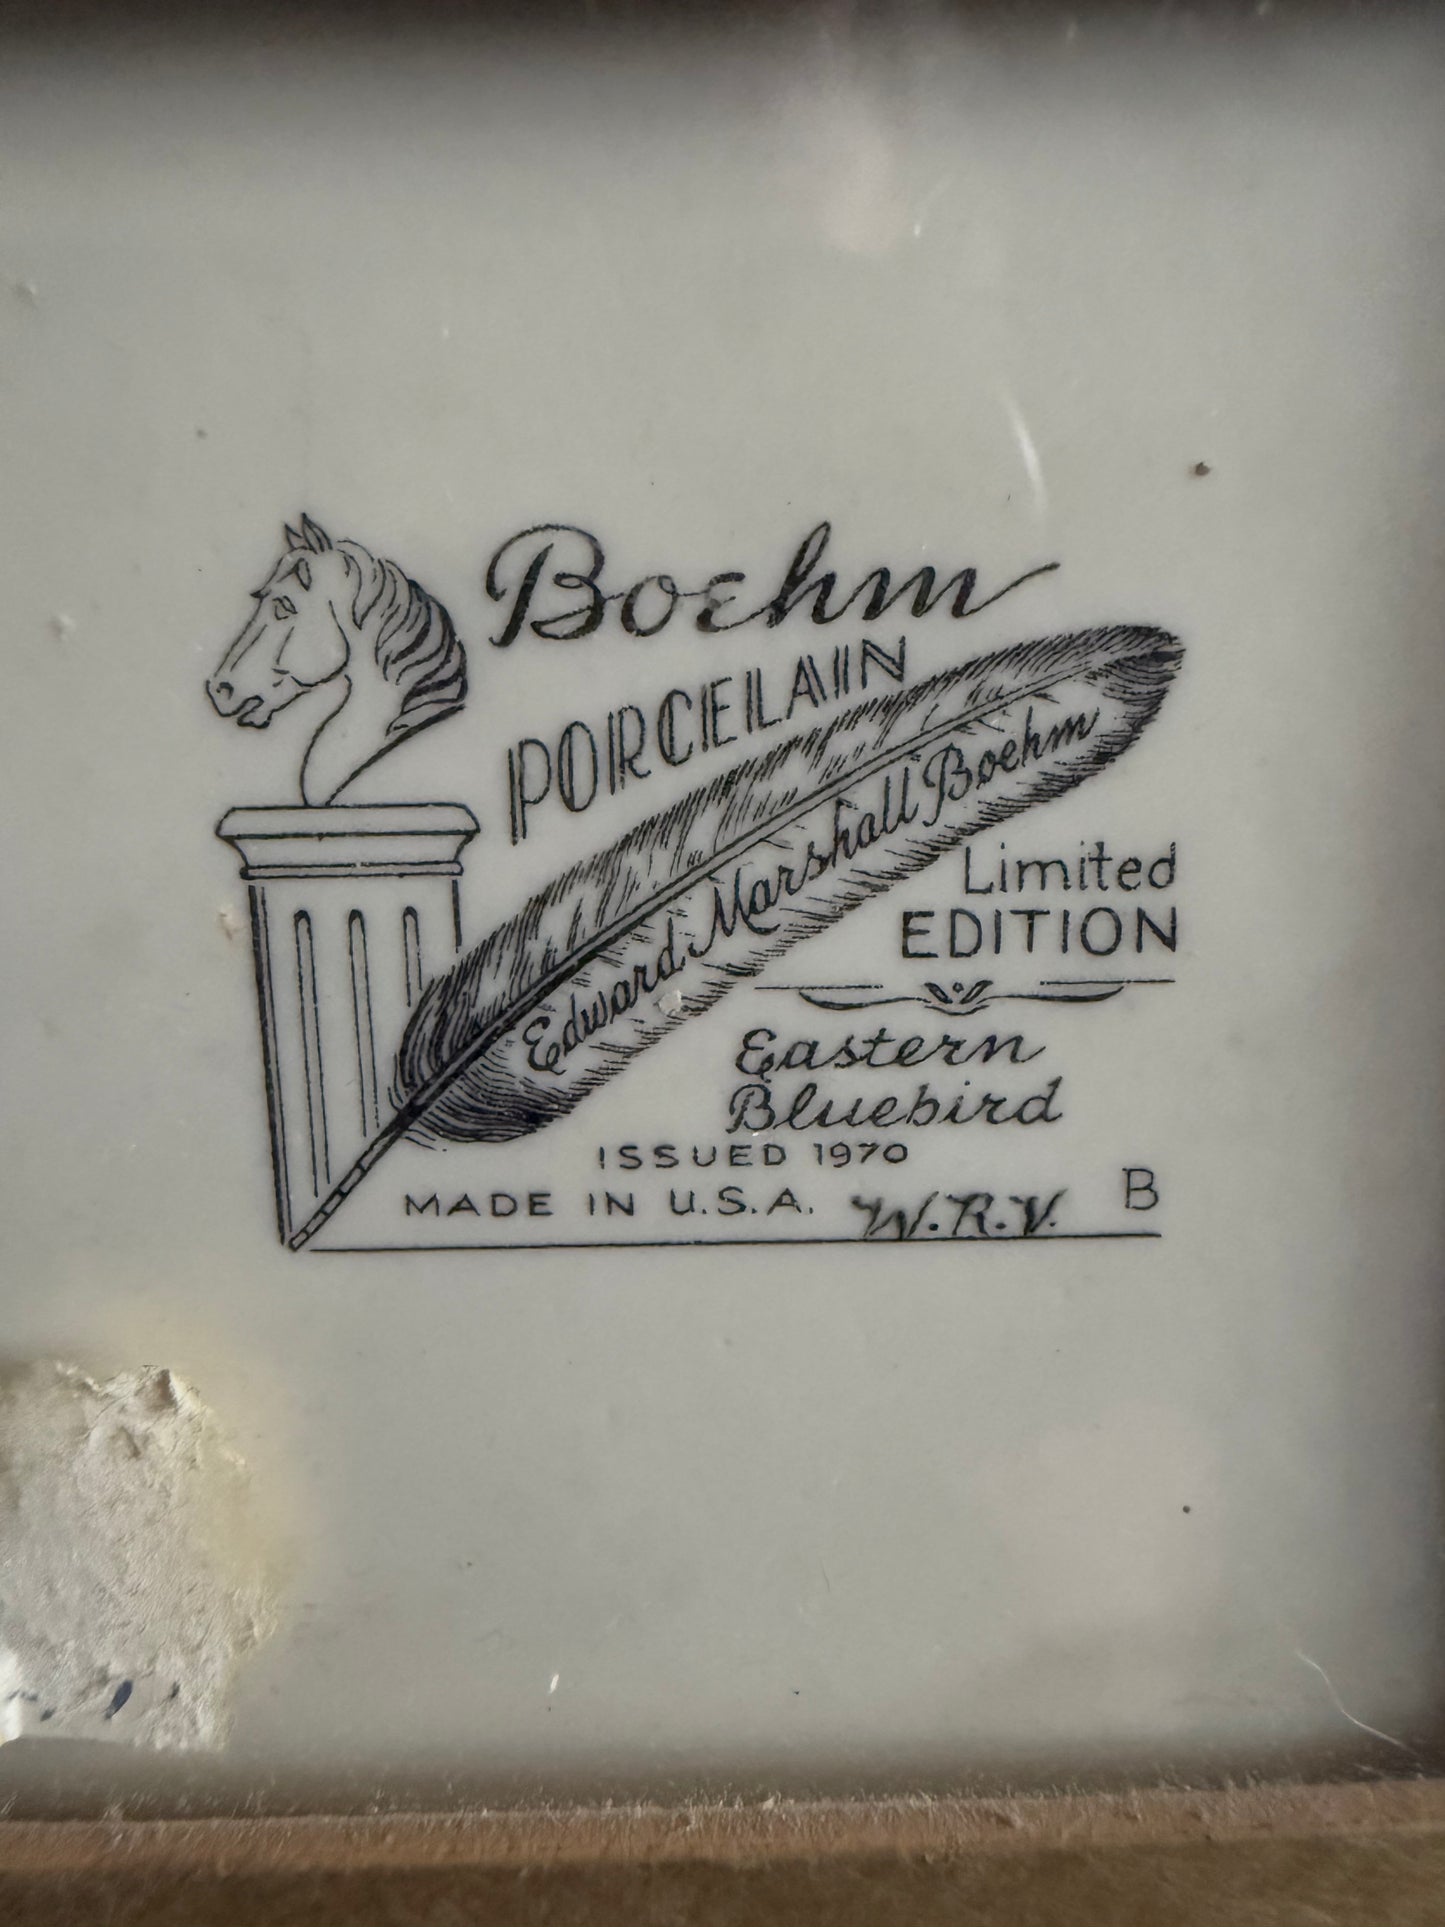 Boehm
PORCELAIN
Edward Marshall Boehm
Limited
EDITION
Eastern
Bluebird
ISSUED 1970
MADE IN U.S.A. W.R.V. B